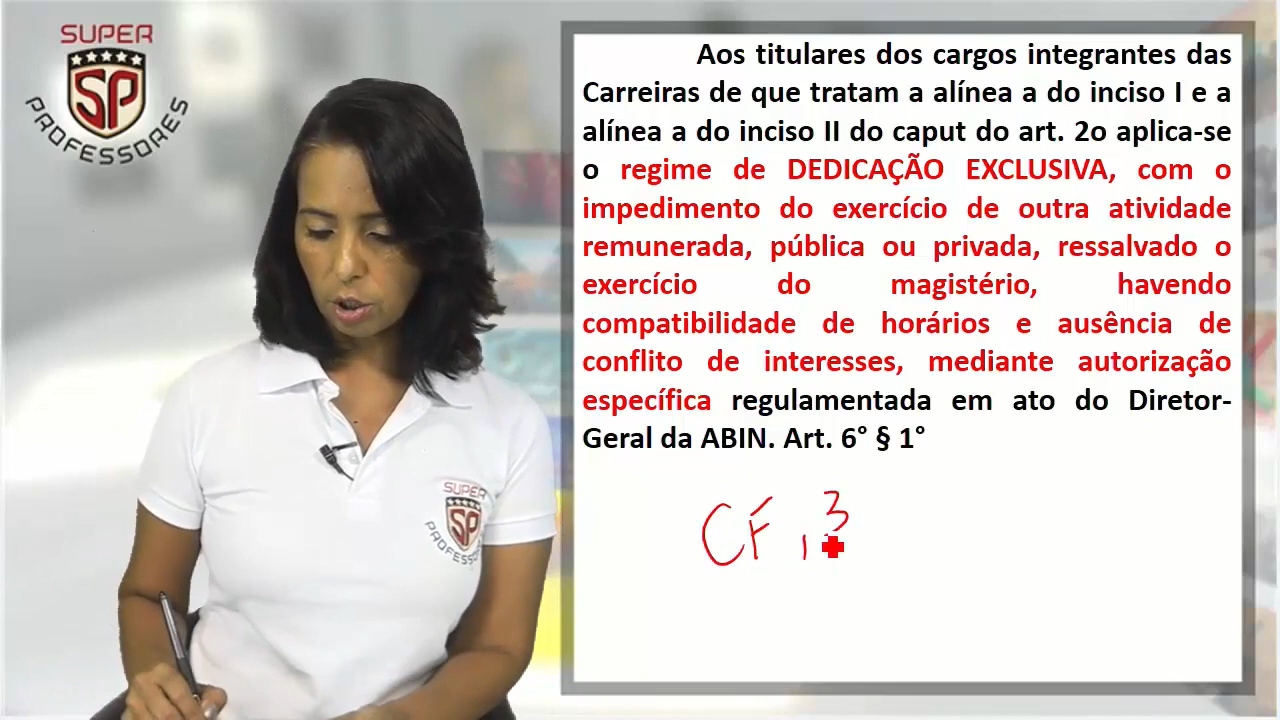 SUPER
SP
PROFESSORES
Aos titulares dos cargos integrantes das
Carreiras de que tratam a alínea a do inciso I e a
alínea a do inciso II do caput do art. 2o aplica-se
o regime de DEDICAÇÃO EXCLUSIVA, com o
impedimento do exercício de outra atividade
remunerada, pública ou privada, ressalvado o
exercício do magistério, havendo
compatibilidade de horários e ausência de
conflito de interesses, mediante autorização
específica regulamentada em ato do Diretor-
Geral da ABIN. Art. 6° § 1°
CF, 3
SUPER
SP
PROFESSORES